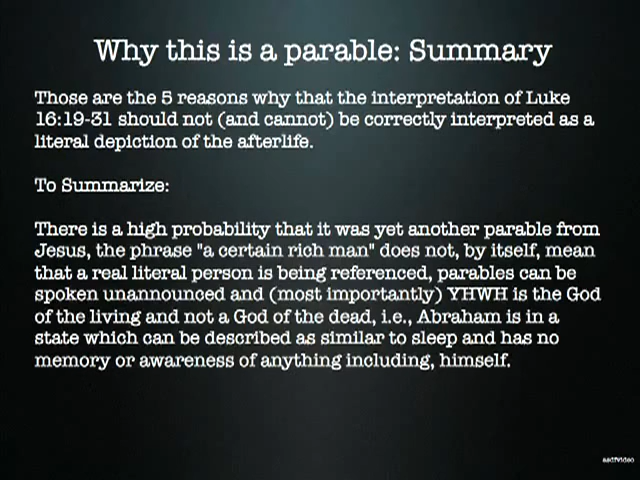 Why this is a parable: Summary
Those are the 5 reasons why that the interpretation of Luke
16:19-31 should not (and cannot) be correctly interpreted as a
literal depiction of the afterlife.
To Summarize:
There is a high probability that it was yet another parable from
Jesus, the phrase "a certain rich man" does not, by itself, mean
that a real literal person is being referenced, parables can be
spoken unannounced and (most importantly) YHWH is the God
of the living and not a God of the dead, i.e., Abraham is in a
state which can be described as similar to sleep and has no
memory or awareness of anything including, himself.
asdfvideo